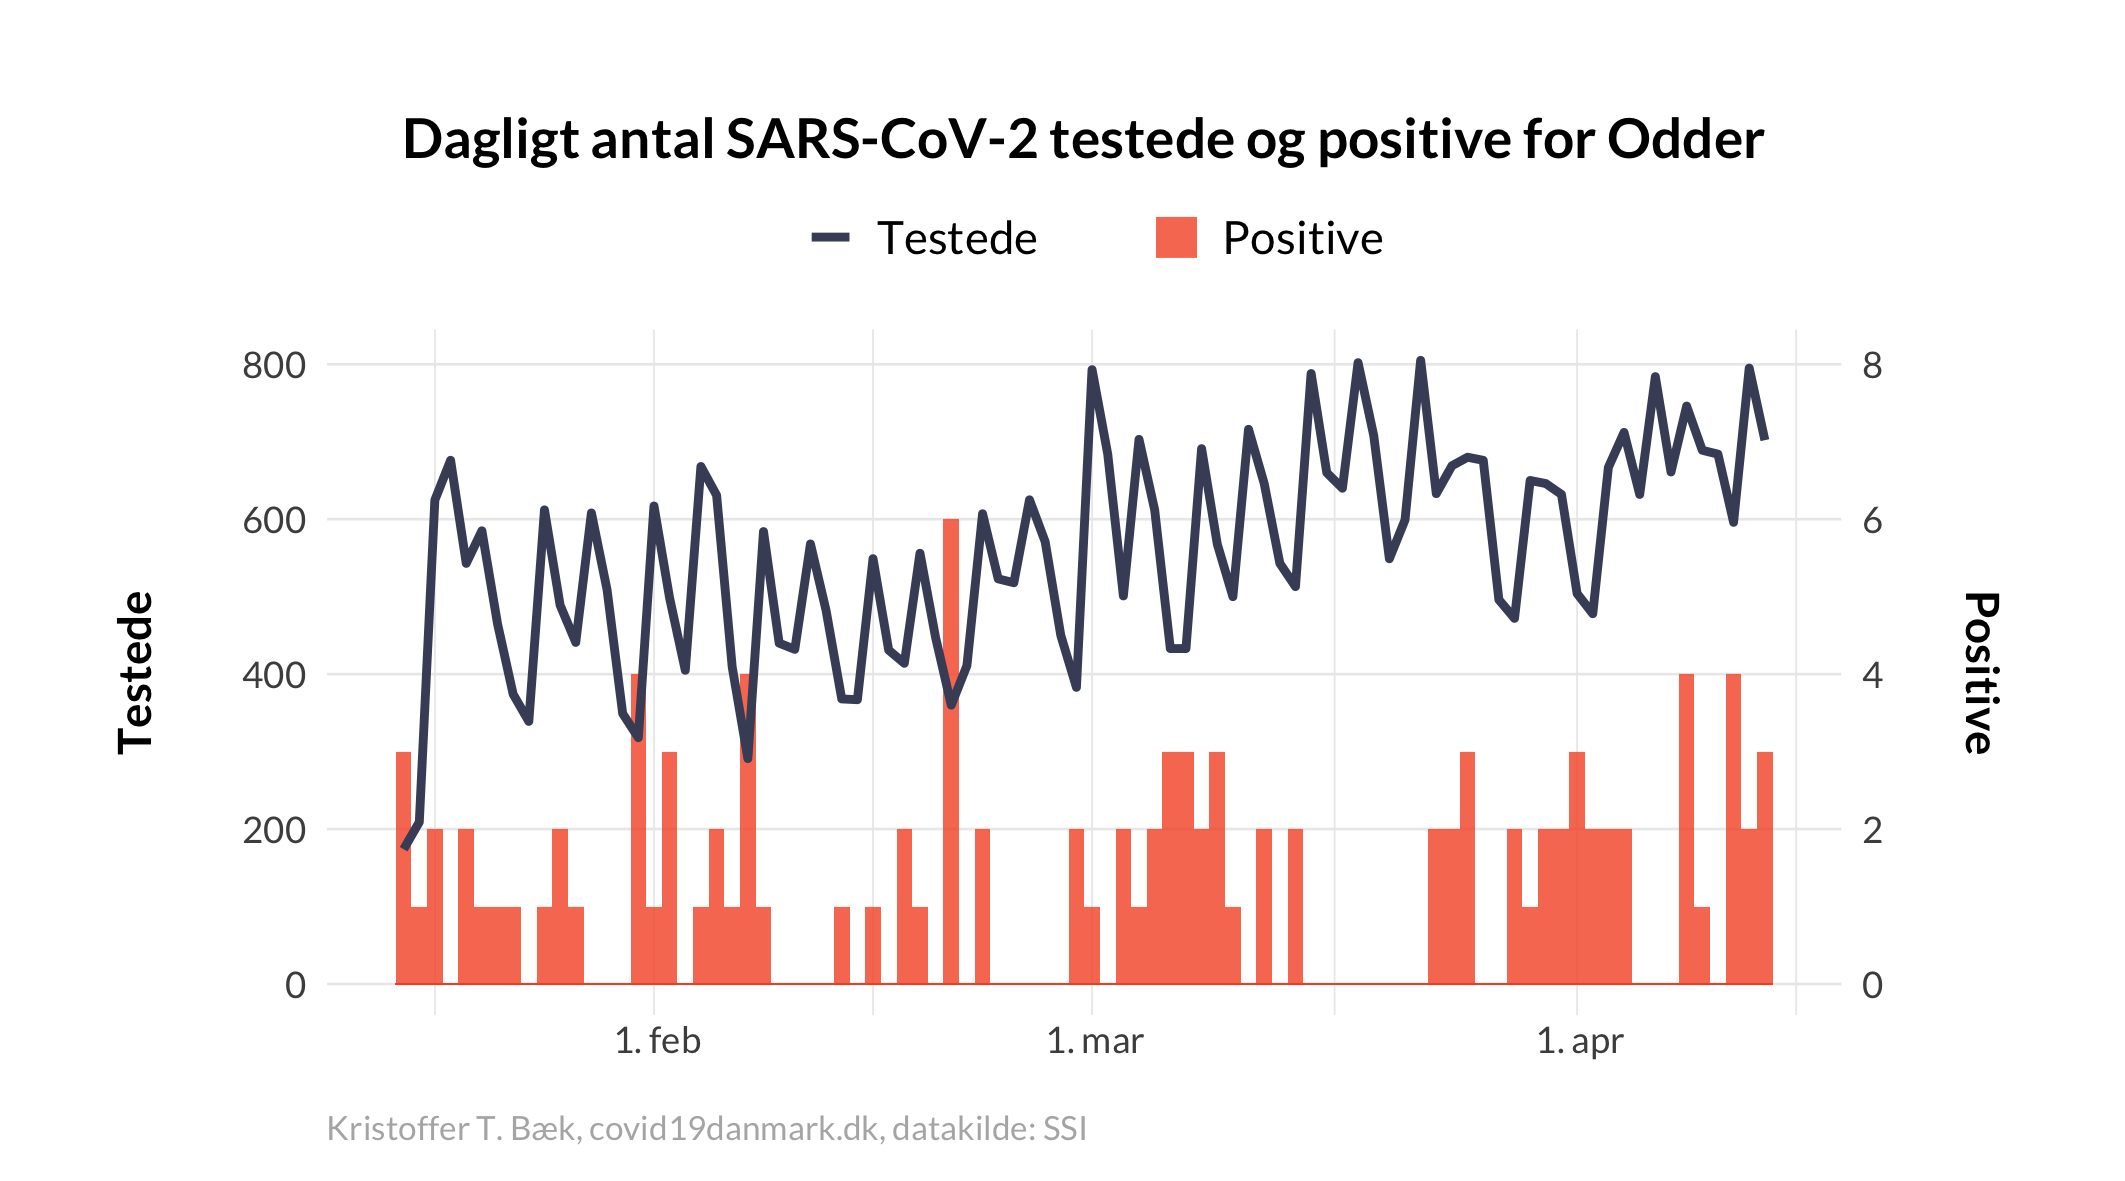 Dagligt antal SARS-CoV-2 testede og positive for Odder
Testede Positive
800 8
600 6
400 4
200 2
0 0
Testede
Positive
1. feb 1. mar 1. apr
Kristoffer T. Bæk, covid19danmark.dk, datakilde: SSI